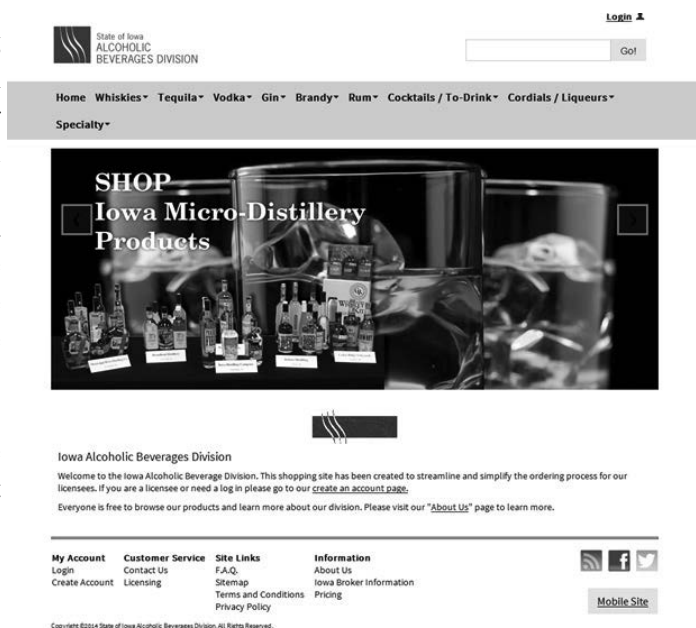 Login
State of Iowa
ALCOHOLIC
BEVERAGES DIVISION
Go!
Home Whiskies Tequila Vodka Gin Brandy Rum Cocktails / To-Drink Cordials / Liqueurs
Specialty
SHOP
Iowa Micro-Distillery
Products
Iowa Alcoholic Beverages Division
Welcome to the Iowa Alcoholic Beverage Division. This shopping site has been created to streamline and simplify the ordering process for our
licensees. If you are a licensee or need a log in please go to our create an account page.
Everyone is free to browse our products and learn more about our division. Please visit our "About Us" page to learn more.
My Account Customer Service Site Links Information
Login Contact Us F.A.Q. About Us
Create Account Licensing Sitemap Iowa Broker Information
Terms and Conditions Pricing
Privacy Policy
Mobile Site
Copyright ©2014 State of Iowa Alcoholic Beverages Division. All Rights Reserved.